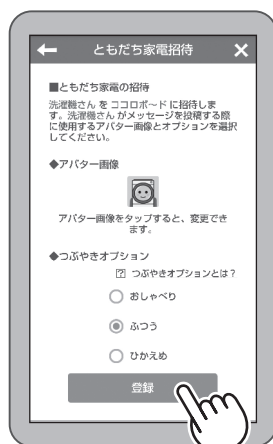 ともだち家電招待
■ともだち家電の招待
洗濯機さん を ココロボード に招待しま
す。洗濯機さん がメッセージを投稿する際
に使用するアバター画像とオプションを選択
してください。
◆アバター画像
アバター画像をタップすると、変更でき
ます。
◆つぶやきオプション
? つぶやきオプションとは？
おしゃべり
ふつう
ひかえめ
登録